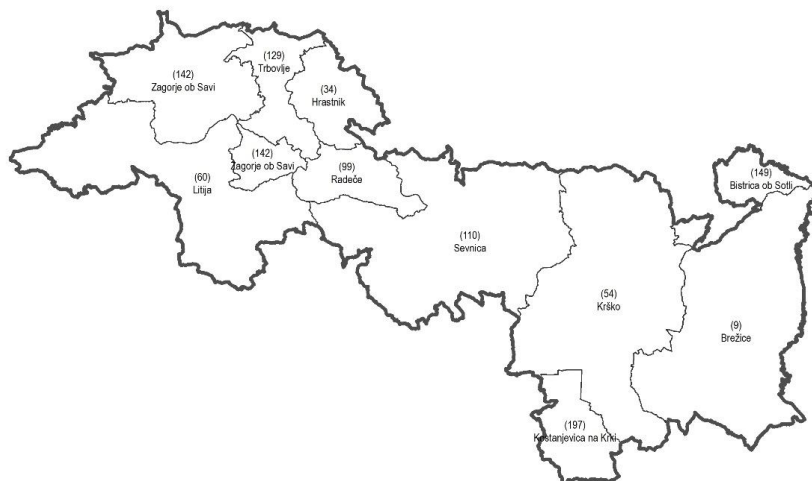 (129)
Trbovlje
(142)
Zagorje ob Savi
(34)
Hrastnik
(142)
Zagorje ob Savi
(99)
Radeče
(60)
Litija
(149)
Bistrica ob Sotli
(110)
Sevnica
(54)
Krško
(9)
Brežice
(197)
Kostanjevica na Krki